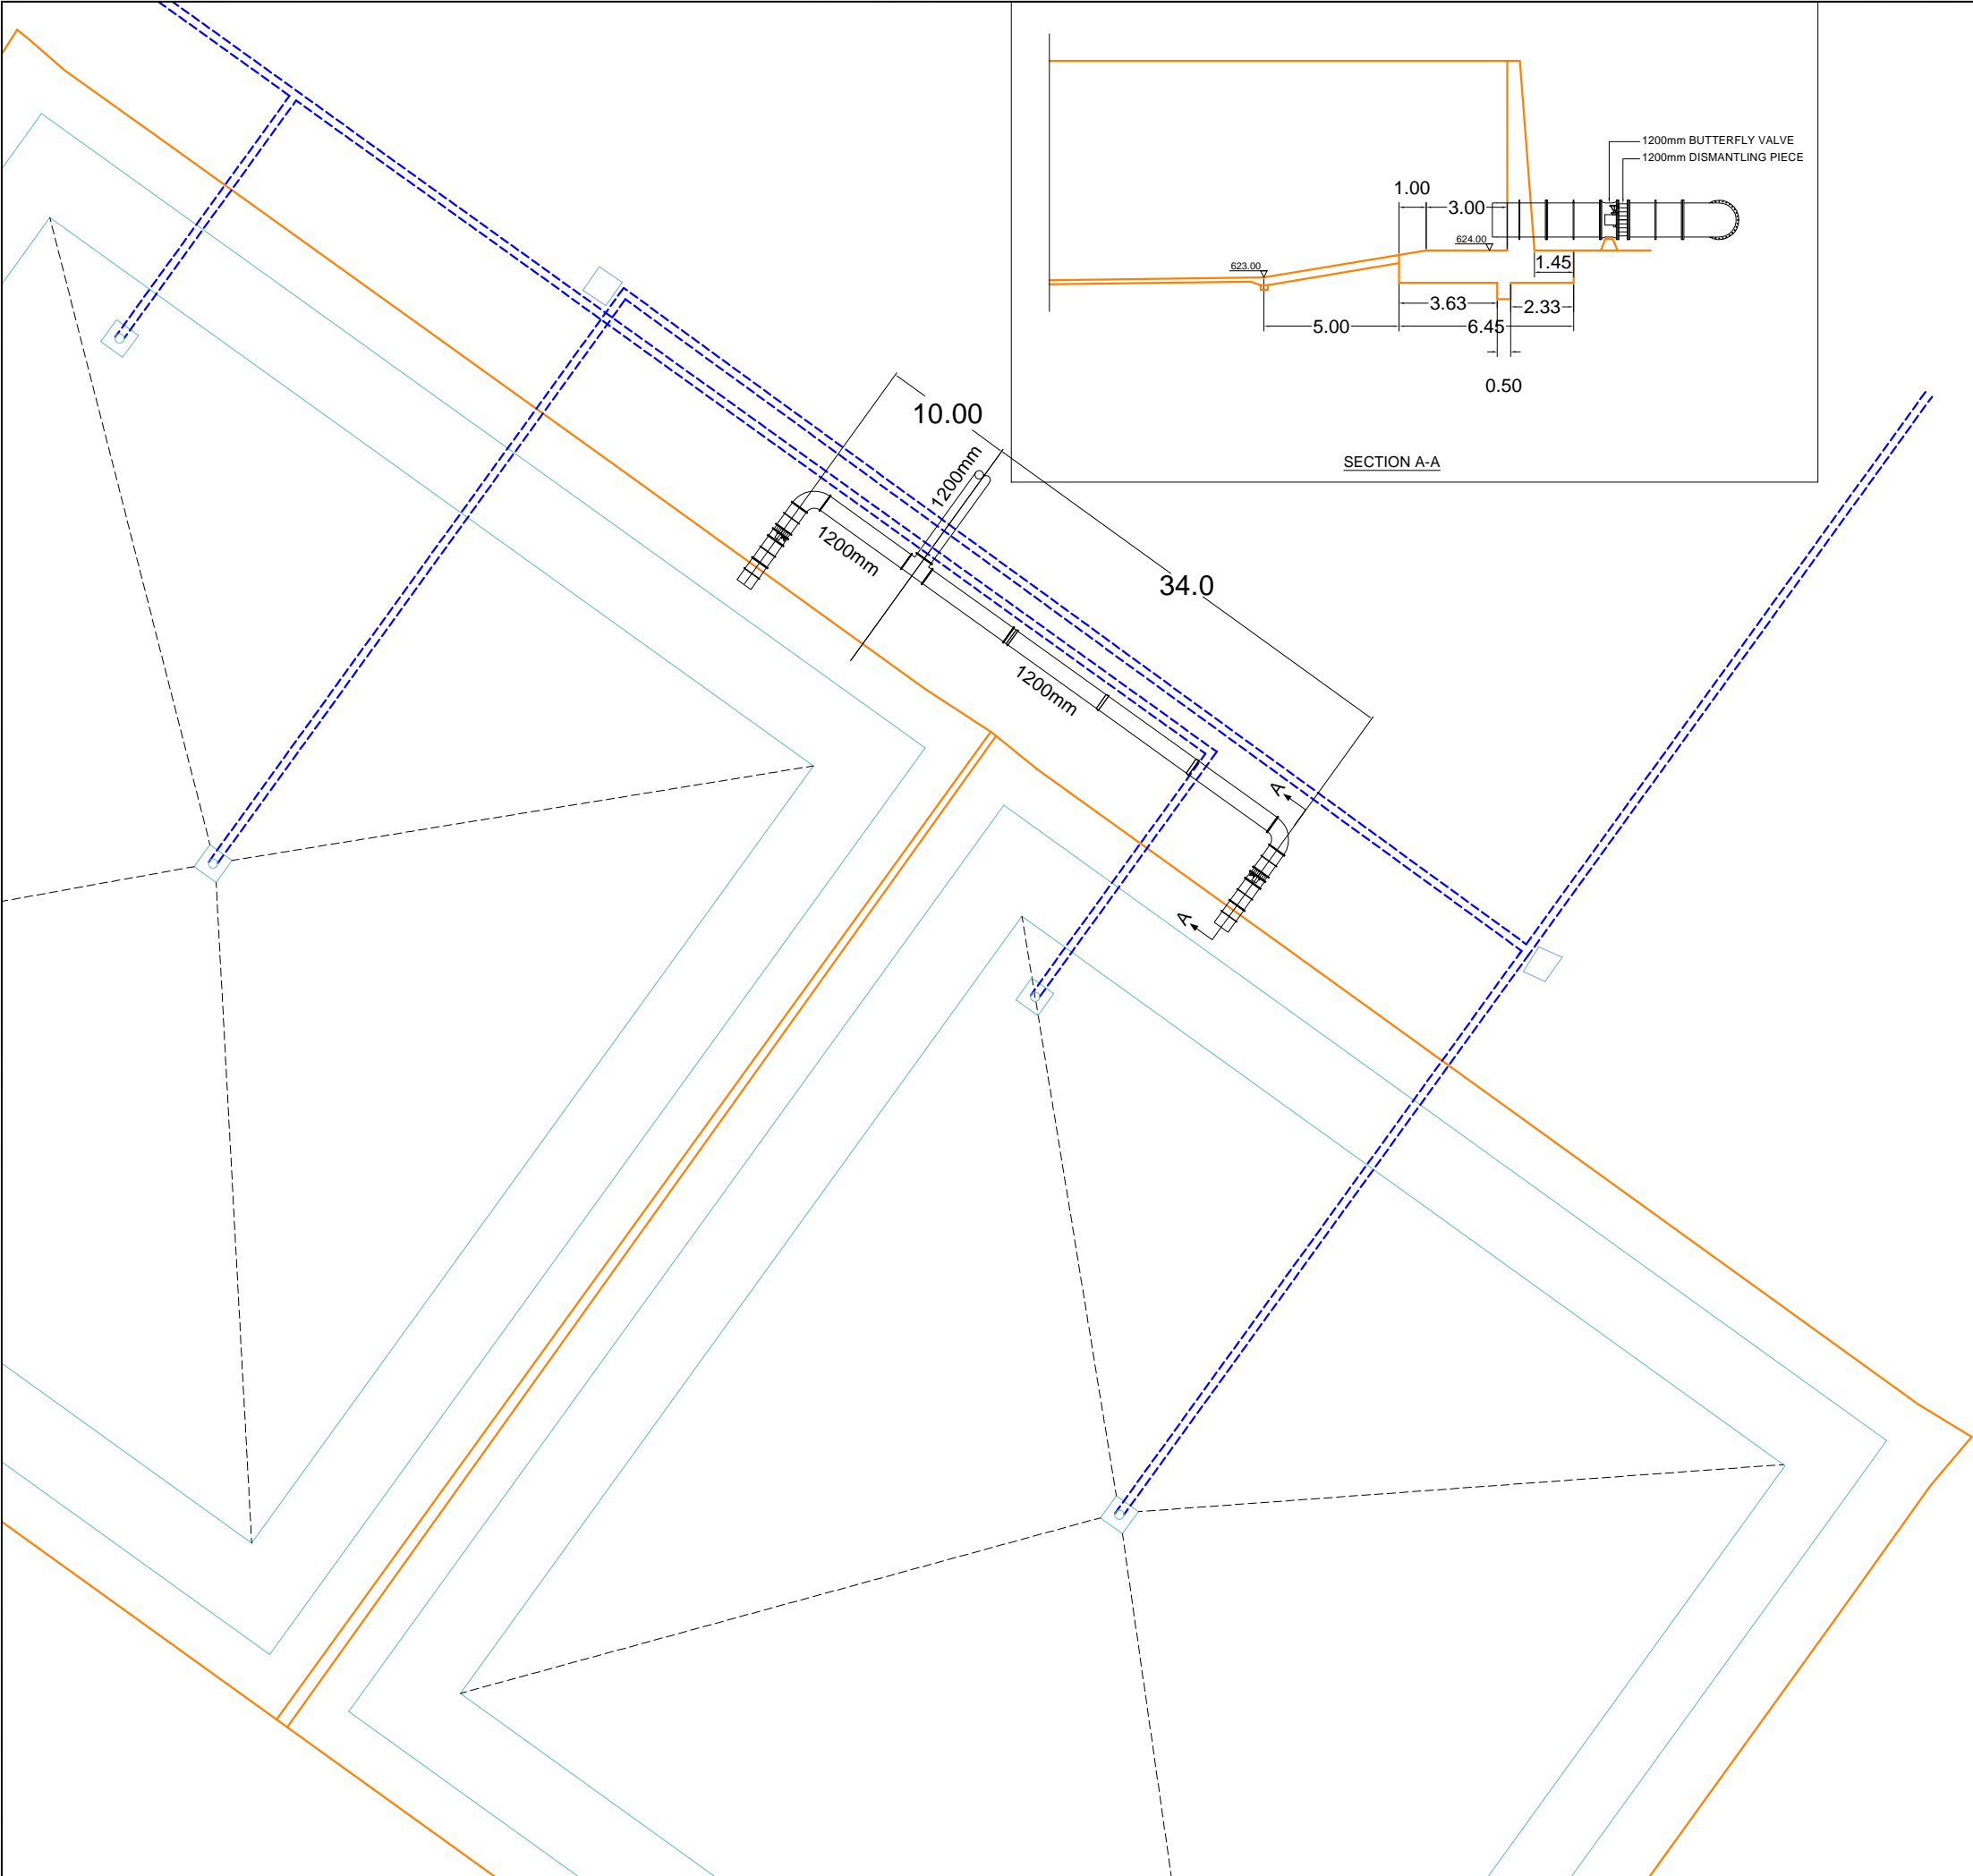 1200mm BUTTERFLY VALVE
1200mm DISMANTLING PIECE
1.00
3.00
624.00
623.00
1.45
3.63
2.33
5.00
6.45
0.50
SECTION A-A
10.00
1200mm
1200mm
34.0
1200mm
A
A